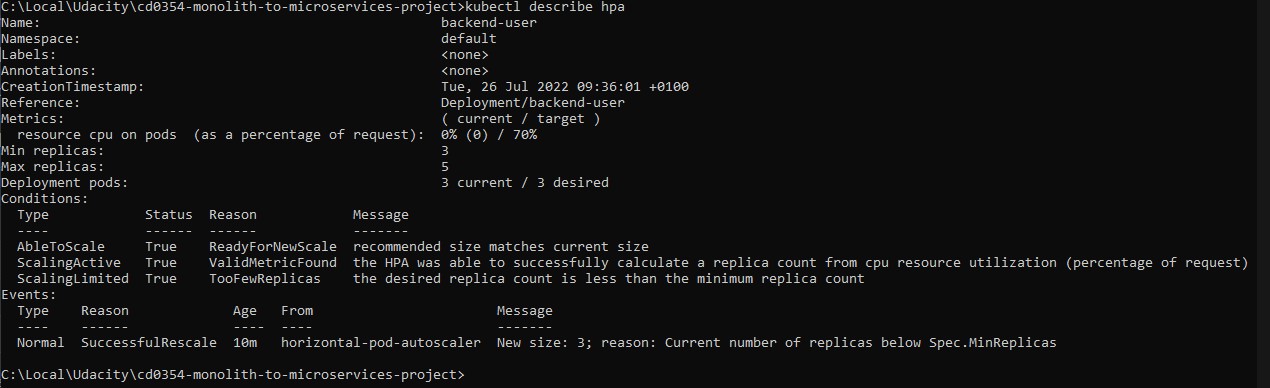 C:\Local\Udacity\cd0354-monolith-to-microservices-project>kubectl describe hpa
Name:                                                  backend-user
Namespace:                                             default
Labels:                                                <none>
Annotations:                                           <none>
CreationTimestamp:                                     Tue, 26 Jul 2022 09:36:01 +0100
Reference:                                             Deployment/backend-user
Metrics:                                               ( current / target )
  resource cpu on pods  (as a percentage of request):  0% (0) / 70%
Min replicas:                                          3
Max replicas:                                          5
Deployment pods:                                       3 current / 3 desired
Conditions:
  Type            Status  Reason            Message
  ----            ------  ------            -------
  AbleToScale     True    ReadyForNewScale  recommended size matches current size
  ScalingActive   True    ValidMetricFound  the HPA was able to successfully calculate a replica count from cpu resource utilization (percentage of request)
  ScalingLimited  True    TooFewReplicas    the desired replica count is less than the minimum replica count
Events:
  Type    Reason             Age   From                       Message
  ----    ------             ----  ----                       -------
  Normal  SuccessfulRescale  10m   horizontal-pod-autoscaler  New size: 3; reason: Current number of replicas below Spec.MinReplicas
C:\Local\Udacity\cd0354-monolith-to-microservices-project>